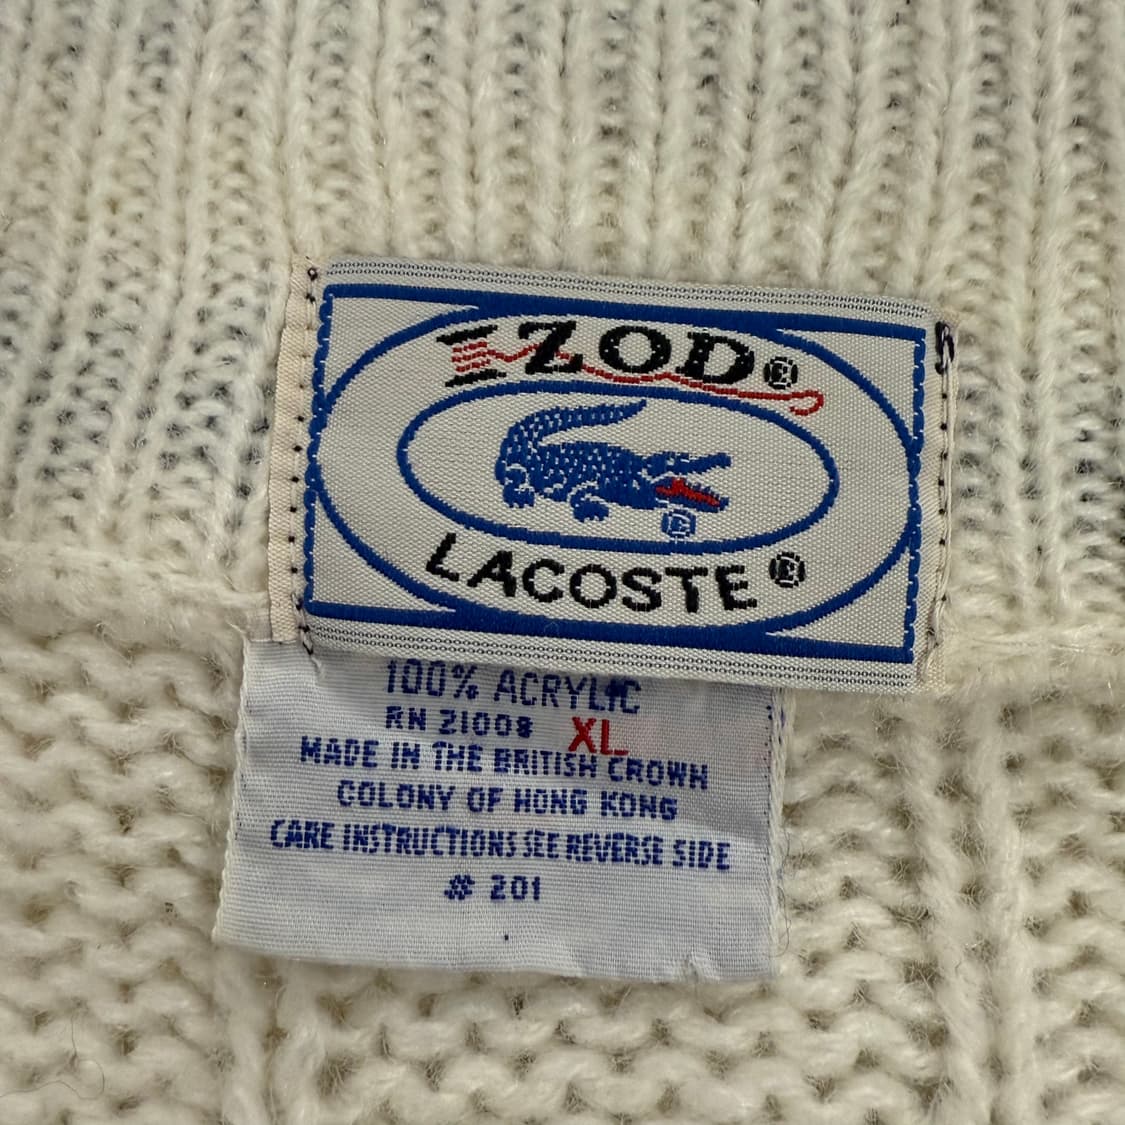 IZOD®
®
LACOSTE®
100% ACRYLIC
RN 21008 XL
MADE IN THE BRITISH CROWN
COLONY OF HONG KONG
CARE INSTRUCTIONS SEE REVERSE SIDE
# 201